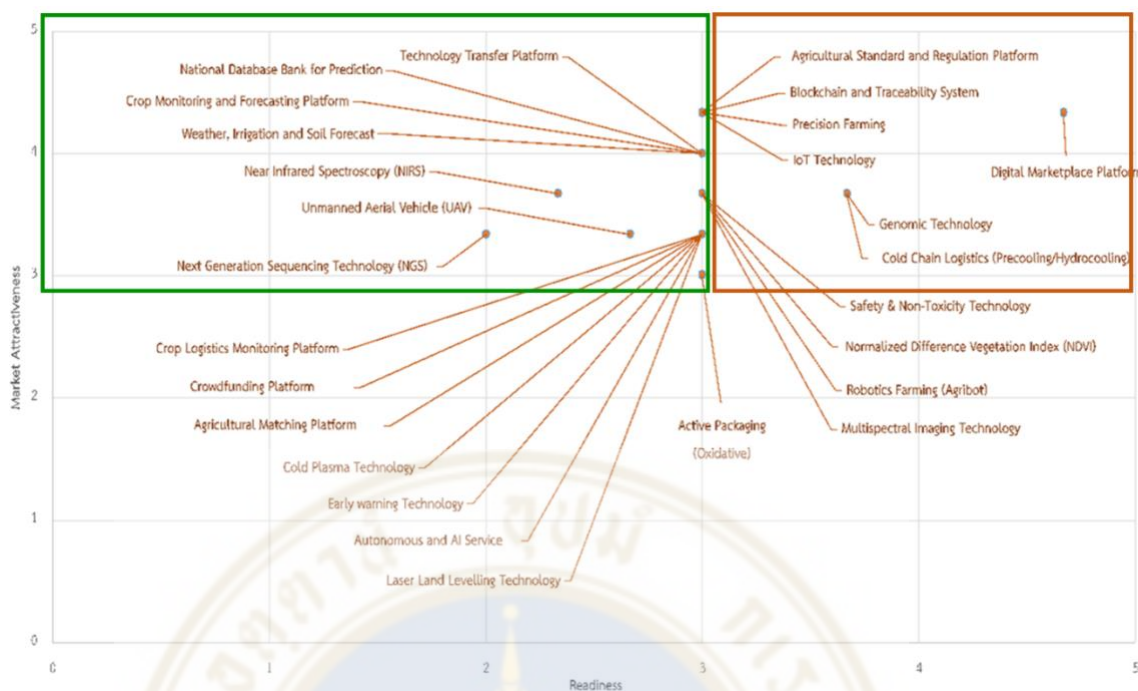 5
Technology Transfer Platform
Agricultural Standard and Regulation Platform
National Database Bank for Prediction
Blockchain and Traceability System
Crop Monitoring and Forecasting Platform
Precision Farming
Weather, Irrigation and Soil Forecast
4
IoT Technology
Near Infrared Spectroscopy (NIRS)
Digital Marketplace Platform
Unmanned Aerial Vehicle (UAV)
Genomic Technology
Next Generation Sequencing Technology (NGS)
Cold Chain Logistics (Precooling/Hydrocooling)
3
Safety & Non-Toxicity Technology
Market Attractiveness
Crop Logistics Monitoring Platform
Normalized Difference Vegetation Index (NDVI)
Crowdfunding Platform
Robotics Farming (Agribot)
2
Agricultural Matching Platform
Active Packaging
(Oxidative)
Multispectral Imaging Technology
Cold Plasma Technology
Early warning Technology
1
Autonomous and AI Service
Laser Land Levelling Technology
0
0 1 2 3 4 5
Readiness